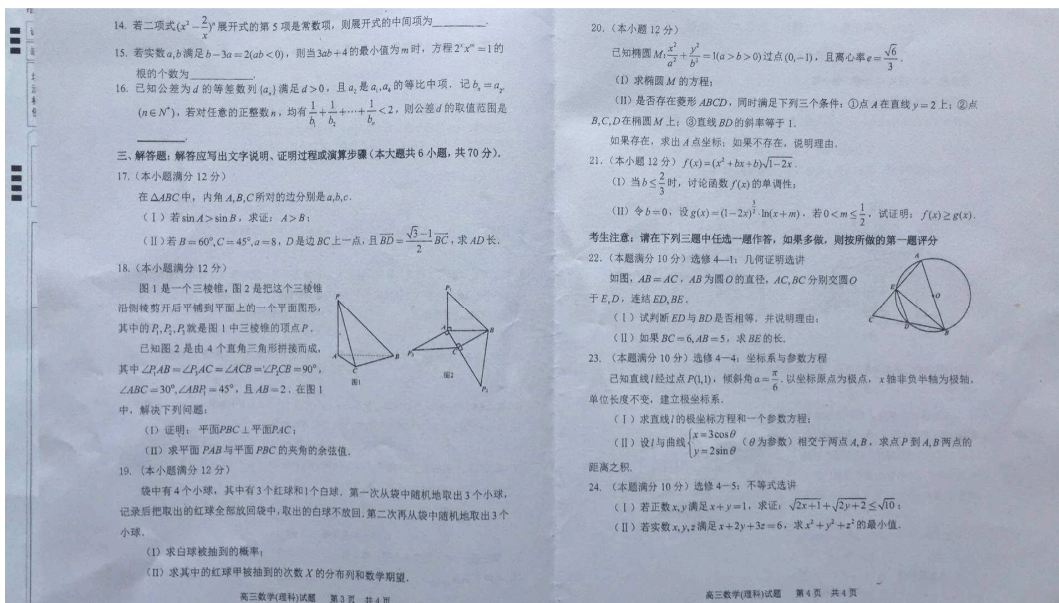 14. 若二项式(x²-2/x)ⁿ展开式的第5项是常数项，则展开式的中间项为________.
15. 若实数a,b满足b-3a=2(ab<0)，则当3ab+4的最小值为m时，方程2ˣxᵐ=1的
根的个数为________.
16. 已知公差为d的等差数列{aₙ}满足d>0，且a₂是a₁,a₄的等比中项，记bₙ=a₂ₙ
(n∈N*)，若对任意的正整数n，均有1/b₁+1/b₂+⋯+1/bₙ<2，则公差d的取值范围是
________.
三、解答题：解答应写出文字说明、证明过程或演算步骤(本大题共6小题，共70分).
17.（本小题满分12分）
在△ABC中，内角A,B,C所对的边分别是a,b,c.
(Ⅰ)若sin A>sin B，求证：A>B；
(Ⅱ)若B=60°,C=45°,a=8，D是边BC上一点，且BD=(√3-1)/2 BC，求AD长.
18.（本小题满分12分）
图1是一个三棱锥，图2是把这个三棱锥
沿侧棱剪开后平铺到平面上的一个平面图形，
其中的P₁,P₂,P₃就是图1中三棱锥的顶点P.
已知图2是由4个直角三角形拼接而成，
其中∠P₁AB=∠P₂AC=∠ACB=∠P₃CB=90°，
∠ABC=30°,∠ABP₁=45°，且AB=2．在图1
中，解决下列问题：
(I)证明：平面PBC⊥平面PAC；
(II)求平面PAB与平面PBC的夹角的余弦值.
P
A
B
C
图1
P₁
A
B
P₂
C
P₃
图2
19.（本小题满分12分）
袋中有4个小球，其中有3个红球和1个白球．第一次从袋中随机地取出3个小球，
记录后把取出的红球全部放回袋中，取出的白球不放回．第二次再从袋中随机地取出3个
小球.
(I)求白球被抽到的概率；
(II)求其中的红球甲被抽到的次数X的分布列和数学期望.
高三数学(理科)试题 第3页 共4页
20.（本小题12分）
已知椭圆M:x²/a²+y²/b²=1(a>b>0)过点(0,-1)，且离心率e=√6/3.
(I)求椭圆M的方程；
(II)是否存在菱形ABCD，同时满足下列三个条件：①点A在直线y=2上；②点
B,C,D在椭圆M上；③直线BD的斜率等于1.
如果存在，求出A点坐标；如果不存在，说明理由.
21.（本小题12分）f(x)=(x²+bx+b)√1-2x.
(I)当b≤2/3时，讨论函数f(x)的单调性；
(II)令b=0，设g(x)=(1-2x)^(3/2)·ln(x+m)，若0<m≤1/2，试证明：f(x)≥g(x).
考生注意：请在下列三题中任选一题作答，如果多做，则按所做的第一题评分
22.（本题满分10分）选修4—1：几何证明选讲
如图，AB=AC，AB为圆O的直径，AC,BC分别交圆O
于E,D，连结ED,BE.
(Ⅰ)试判断ED与BD是否相等，并说明理由；
(Ⅱ)如果BC=6,AB=5，求BE的长.
A
E
O
C
D
B
23.（本题满分10分）选修4—4：坐标系与参数方程
已知直线l经过点P(1,1)，倾斜角α=π/6．以坐标原点为极点，x轴非负半轴为极轴，
单位长度不变，建立极坐标系.
(Ⅰ)求直线l的极坐标方程和一个参数方程；
(Ⅱ)设l与曲线{x=3cosθ y=2sinθ (θ为参数)相交于两点A,B，求点P到A,B两点的
距离之积.
24.（本题满分10分）选修4—5：不等式选讲
(Ⅰ)若正数x,y满足x+y=1，求证：√2x+1+√2y+2≤√10；
(Ⅱ)若实数x,y,z满足x+2y+3z=6，求x²+y²+z²的最小值.
高三数学(理科)试题 第4页 共4页